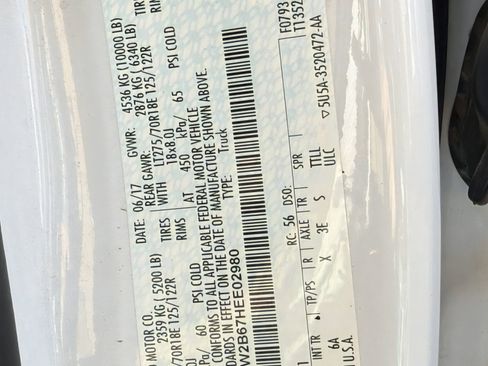 D MOTOR CO. DATE: 06/17 GVWR: 4536 KG (10000 LB)
2359 KG (5200 LB) REAR GAWR: 2876 KG (6340 LB)
70R18E 125/122R TIRES WITH LT275/70R18E 125/122R
RIMS 18x8.0J
kPa/ 60 PSI COLD AT 450 kPa/ 65 PSI COLD
CONFORMS TO ALL APPLICABLE FEDERAL MOTOR VEHICLE
DARDS IN EFFECT ON THE DATE OF MANUFACTURE SHOWN ABOVE.
W2B67HEE02980 TYPE: Truck
TIRES
RIM
F0793
T1352
RC: 56 DSO:
INT TR TP/PS R AXLE TR SPR
6A X 3E S TTLL
ULC
U.S.A. ▽5U5A-3520472-AA